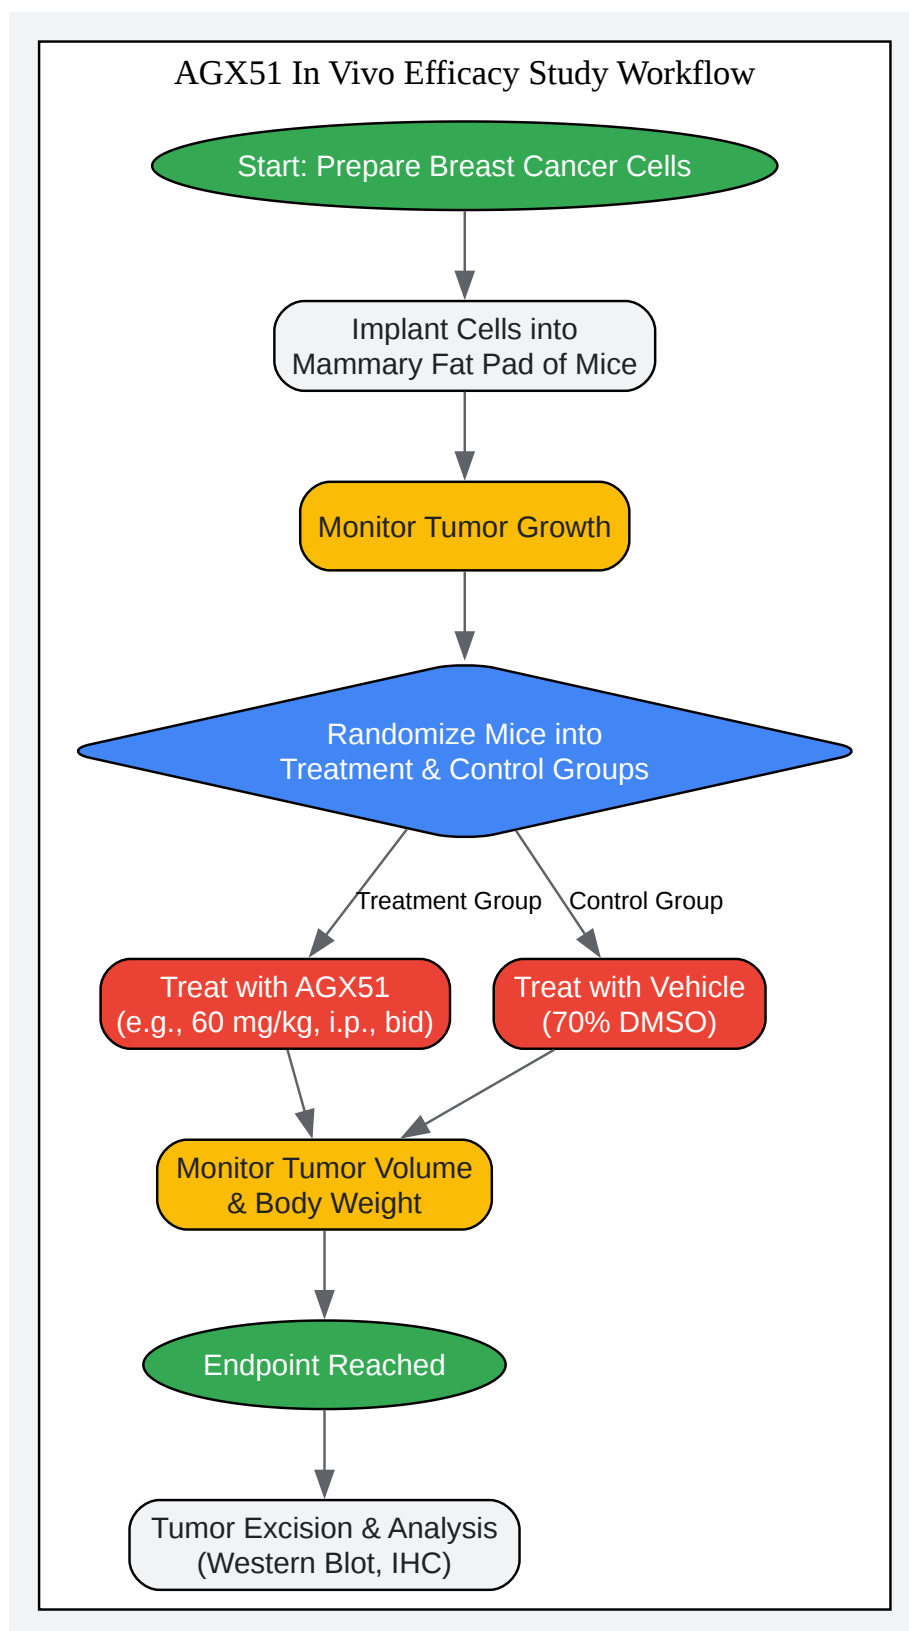 AGX51 In Vivo Efficacy Study Workflow
Start: Prepare Breast Cancer Cells
Implant Cells into
Mammary Fat Pad of Mice
Monitor Tumor Growth
Randomize Mice into
Treatment & Control Groups
Treatment Group
Control Group
Treat with AGX51
(e.g., 60 mg/kg, i.p., bid)
Treat with Vehicle
(70% DMSO)
Monitor Tumor Volume
& Body Weight
Endpoint Reached
Tumor Excision & Analysis
(Western Blot, IHC)